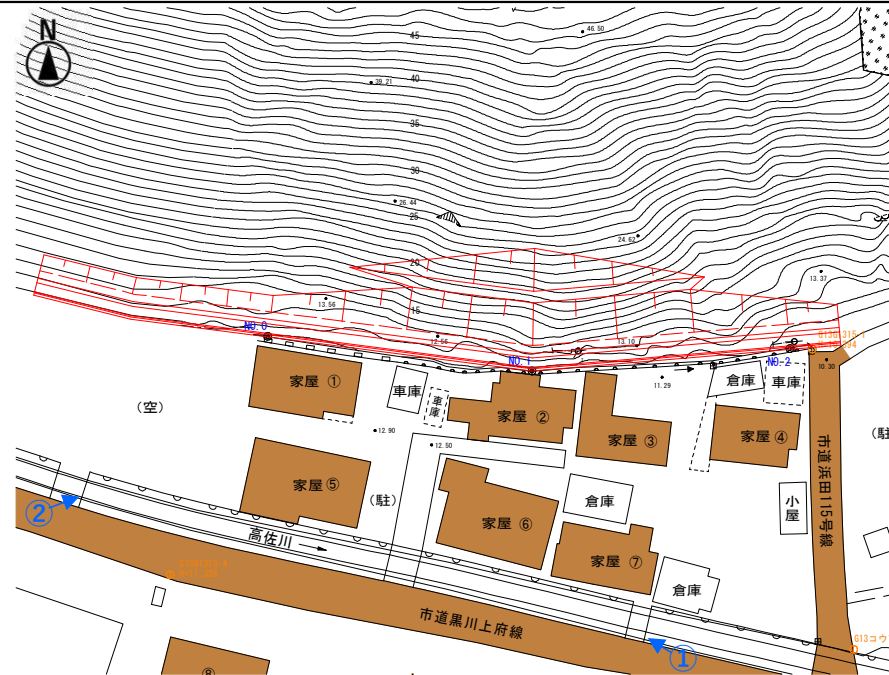 N
46.50
45
39.21
40
35
30
26.44
25
24.62
20
13.37
13.56
15
NO.0
12.56
13.10
NO.1
NO.2
10.30
11.29
家屋 ①
車庫
車庫
倉庫
車庫
(空)
家屋 ②
家屋 ③
家屋 ④
12.90
12.50
市道浜田115号線
(駐
家屋 ⑤
(駐)
倉庫
小屋
②
家屋 ⑥
高佐川
家屋 ⑦
倉庫
市道黒川上府線
①
G13コウ
⑧